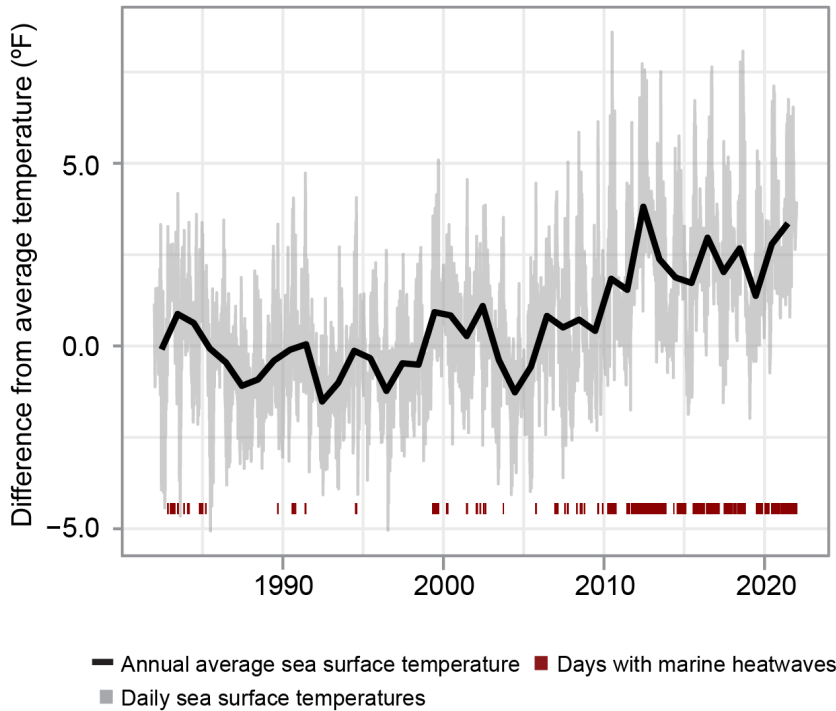 Difference from average temperature (ºF)
5.0
0.0
−5.0
1990 2000 2010 2020
Annual average sea surface temperature Days with marine heatwaves
Daily sea surface temperatures